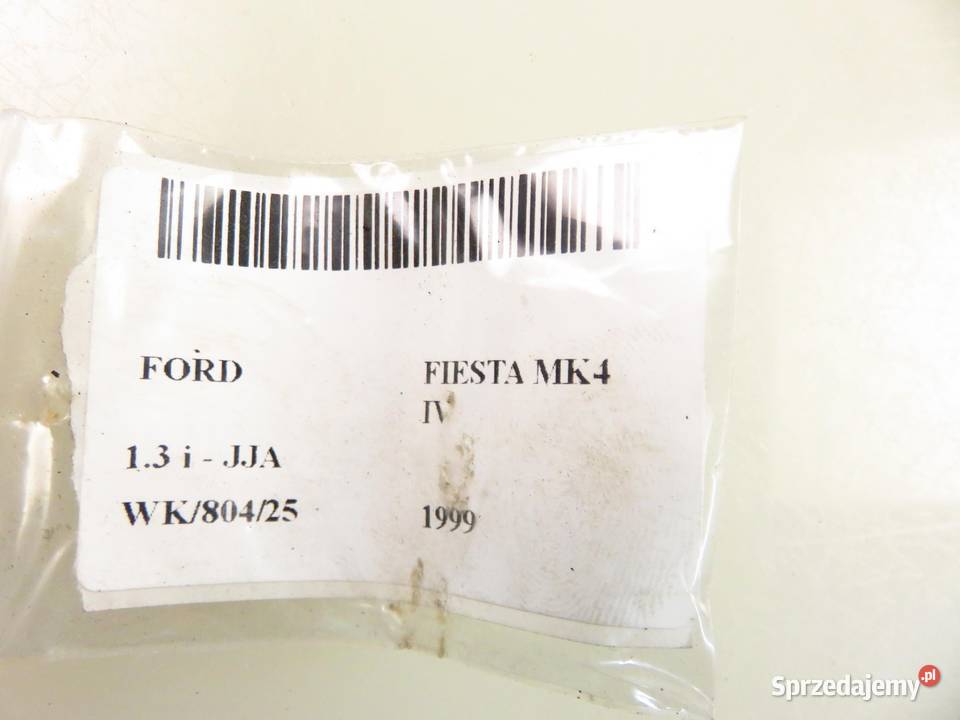 FORD FIESTA MK4
IV
1.3 i - JJA
WK/804/25 1999
Sprzedajemy.pl